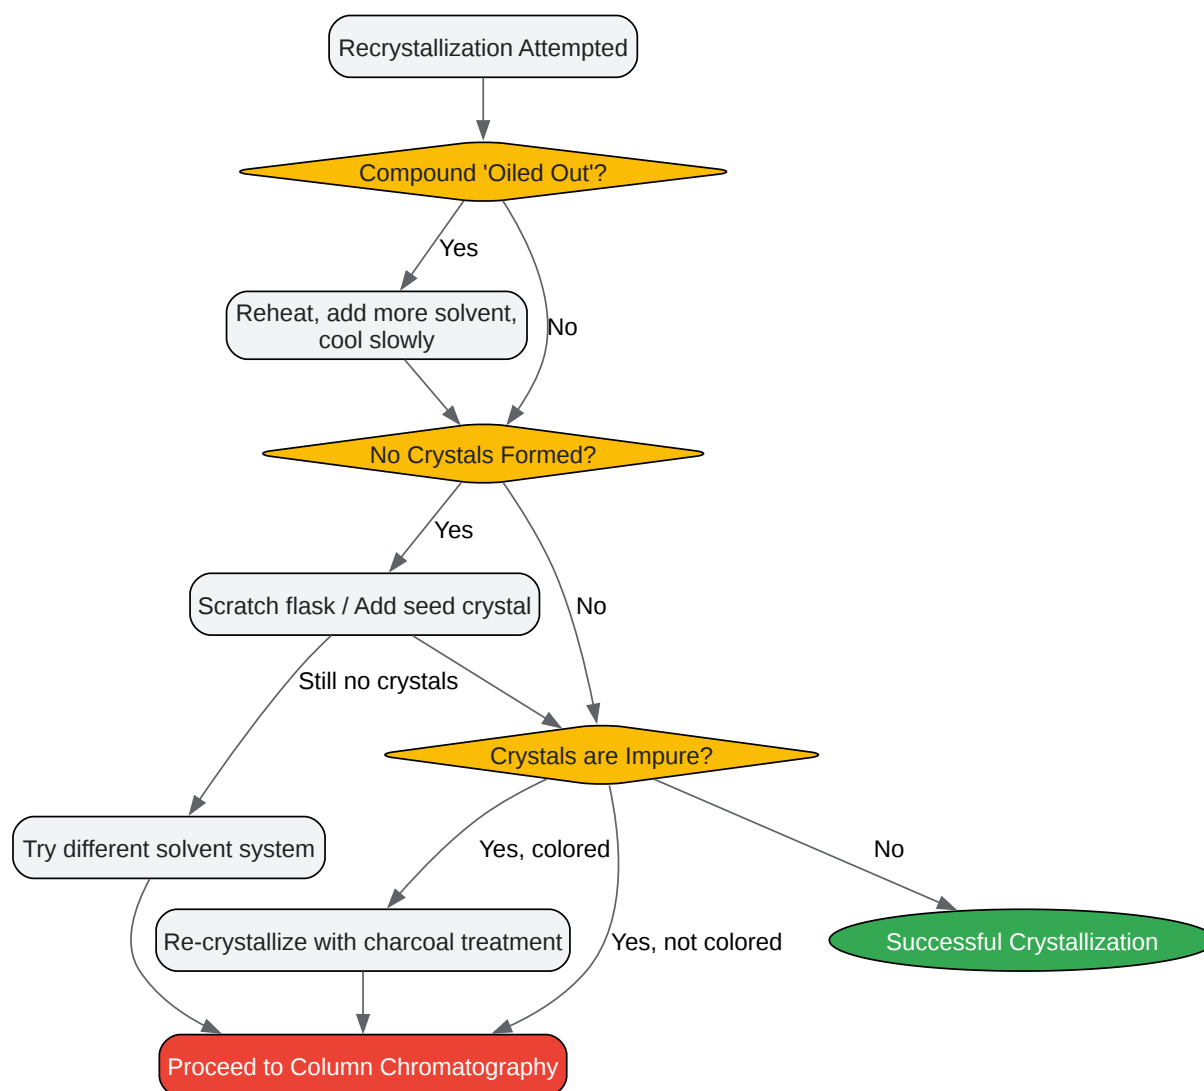 Recrystallization Attempted
Compound 'Oiled Out'?
Yes
Reheat, add more solvent,
cool slowly
No
No Crystals Formed?
Yes
Scratch flask / Add seed crystal
No
Still no crystals
Crystals are Impure?
Try different solvent system
Yes, colored
No
Re-crystallize with charcoal treatment
Yes, not colored
Successful Crystallization
Proceed to Column Chromatography